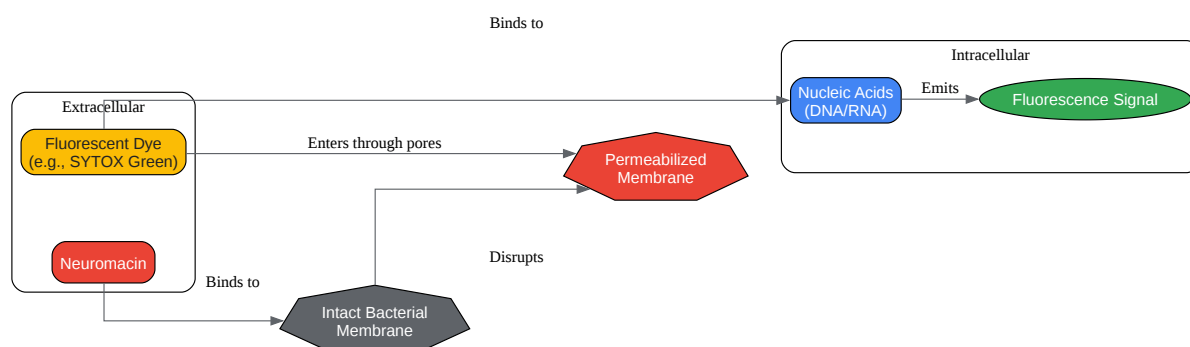 Binds to
Intracellular
Nucleic Acids
(DNA/RNA)
Emits
Fluorescence Signal
Extracellular
Fluorescent Dye
(e.g., SYTOX Green)
Enters through pores
Permeabilized
Membrane
Neuromacin
Binds to
Disrupts
Intact Bacterial
Membrane